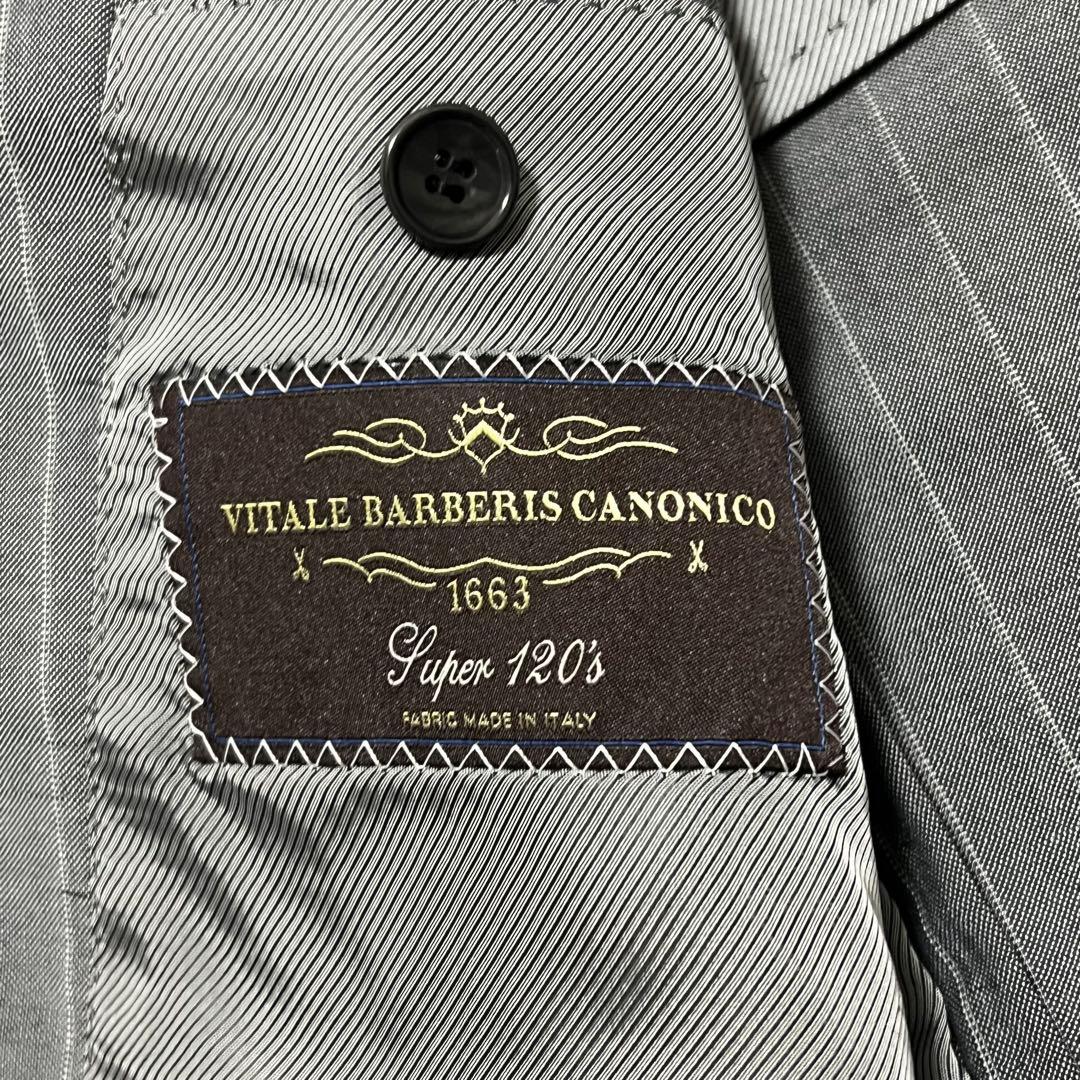 VITALE BARBERIS CANONICO
1663
Super 120's
FABRIC MADE IN ITALY